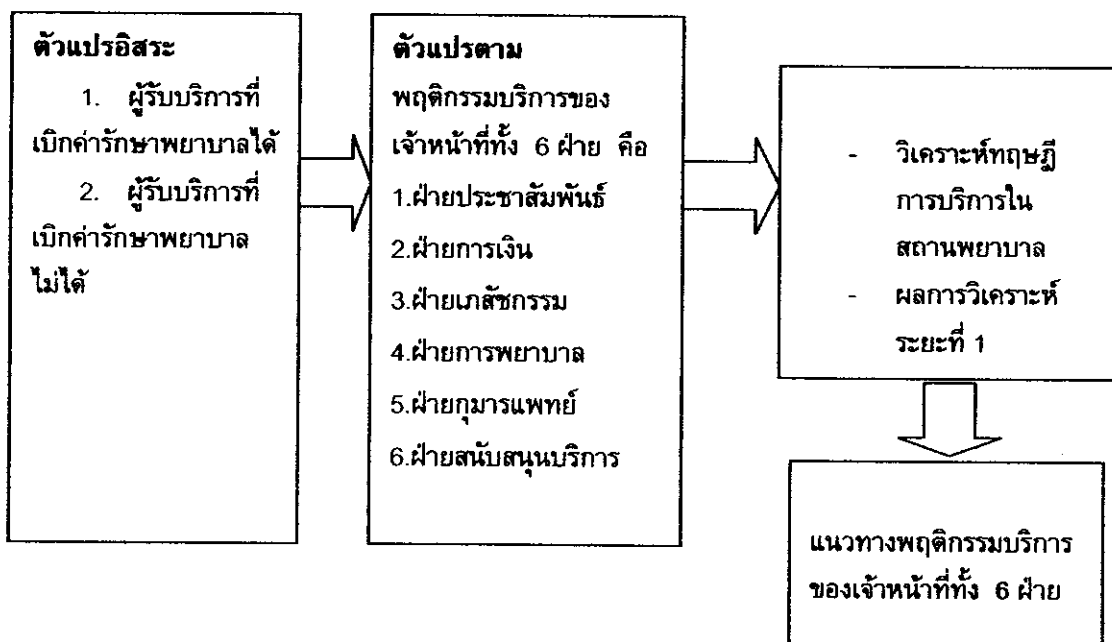 ตัวแปรอิสระ
1. ผู้รับบริการที่
เบิกค่ารักษาพยาบาลได้
2. ผู้รับบริการที่
เบิกค่ารักษาพยาบาล
ไม่ได้
ตัวแปรตาม
พฤติกรรมบริการของ
เจ้าหน้าที่ทั้ง 6 ฝ่าย คือ
1.ฝ่ายประชาสัมพันธ์
2.ฝ่ายการเงิน
3.ฝ่ายเภสัชกรรม
4.ฝ่ายการพยาบาล
5.ฝ่ายกุมารแพทย์
6.ฝ่ายสนับสนุนบริการ
- วิเคราะห์ทฤษฎี
การบริการใน
สถานพยาบาล
- ผลการวิเคราะห์
ระยะที่ 1
แนวทางพฤติกรรมบริการ
ของเจ้าหน้าที่ทั้ง 6 ฝ่าย